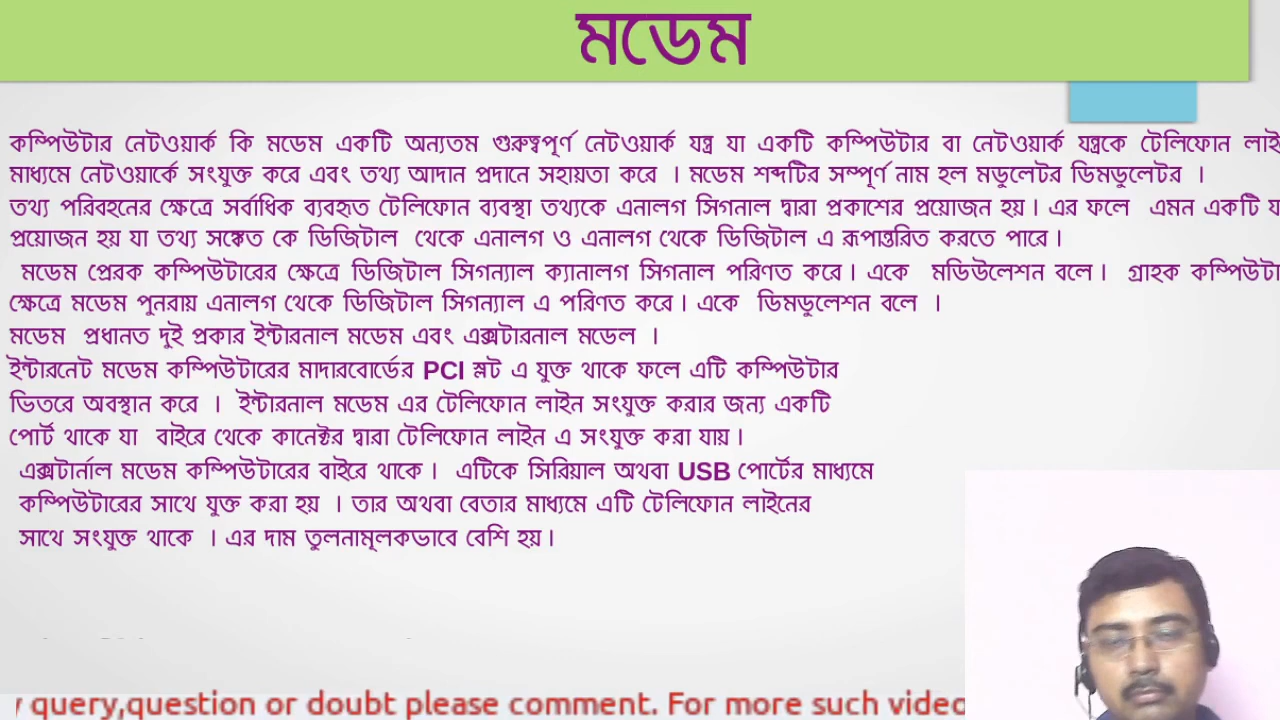 মডেম
কম্পিউটার নেটওয়ার্ক কি মডেম একটি অন্যতম গুরুত্বপূর্ণ নেটওয়ার্ক যন্ত্র যা একটি কম্পিউটার বা নেটওয়ার্ক যন্ত্রকে টেলিফোন
মাধ্যমে নেটওয়ার্কে সংযুক্ত করে এবং তথ্য আদান প্রদানে সহায়তা করে । মডেম শব্দটির সম্পূর্ণ নাম হল মডুলেটর ডিমডুলেটর ।
তথ্য পরিবহনের ক্ষেত্রে সর্বাধিক ব্যবহৃত টেলিফোন ব্যবস্থা তথ্যকে এনালগ সিগনাল দ্বারা প্রকাশের প্রয়োজন হয়। এর ফলে এমন একটি
প্রয়োজন হয় যা তথ্য সঙ্কেত কে ডিজিটাল থেকে এনালগ ও এনালগ থেকে ডিজিটাল এ রূপান্তরিত করতে পারে।
মডেম প্রেরক কম্পিউটারের ক্ষেত্রে ডিজিটাল সিগন্যাল ক্যানালগ সিগনাল পরিণত করে। একে মডিউলেশন বলে। গ্রাহক
ক্ষেত্রে মডেম পুনরায় এনালগ থেকে ডিজিটাল সিগন্যাল এ পরিণত করে। একে ডিমডুলেশন বলে ।
মডেম প্রধানত দুই প্রকার ইন্টারনাল মডেম এবং এক্সটারনাল মডেল ।
ইন্টারনেট মডেম কম্পিউটারের মাদারবোর্ডের PCI স্লট এ যুক্ত থাকে ফলে এটি কম্পিউটার
ভিতরে অবস্থান করে । ইন্টারনাল মডেম এর টেলিফোন লাইন সংযুক্ত করার জন্য একটি
পোর্ট থাকে যা বাইরে থেকে কানেক্টর দ্বারা টেলিফোন লাইন এ সংযুক্ত করা যায়।
এক্সটার্নাল মডেম কম্পিউটারের বাইরে থাকে। এটিকে সিরিয়াল অথবা USB পোর্টের মাধ্যমে
কম্পিউটারের সাথে যুক্ত করা হয় । তার অথবা বেতার মাধ্যমে এটি টেলিফোন লাইনের
সাথে সংযুক্ত থাকে । এর দাম তুলনামূলকভাবে বেশি হয়।
query,question or doubt please comment. For more such